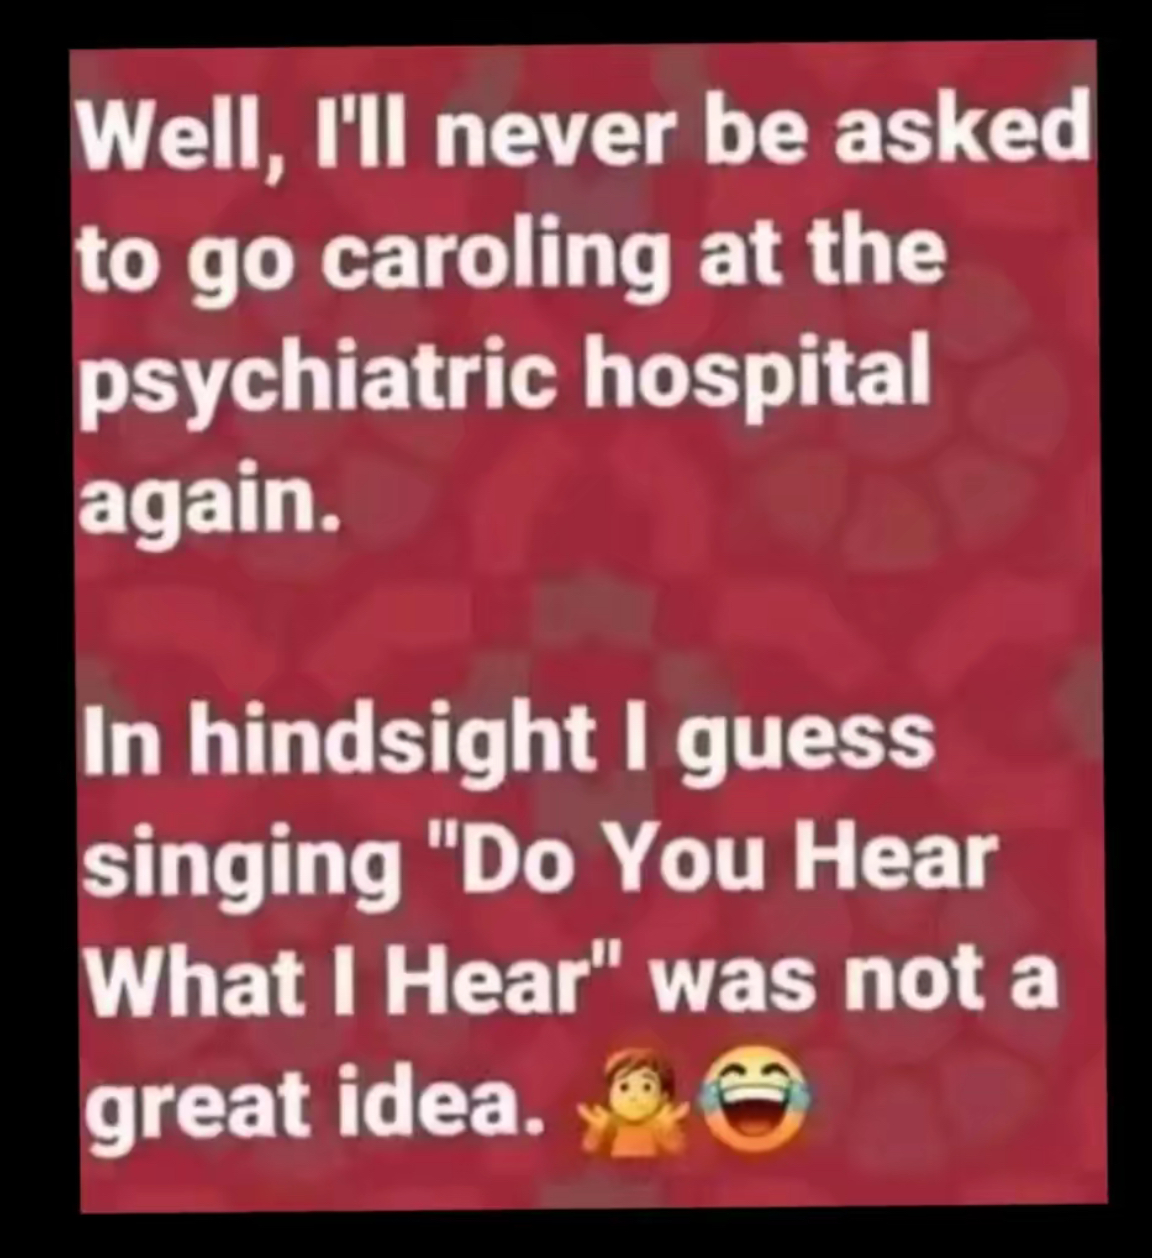 Well, I'll never be asked
to go caroling at the
psychiatric hospital
again.
In hindsight I guess
singing "Do You Hear
What I Hear" was not a
great idea. 🤷😂